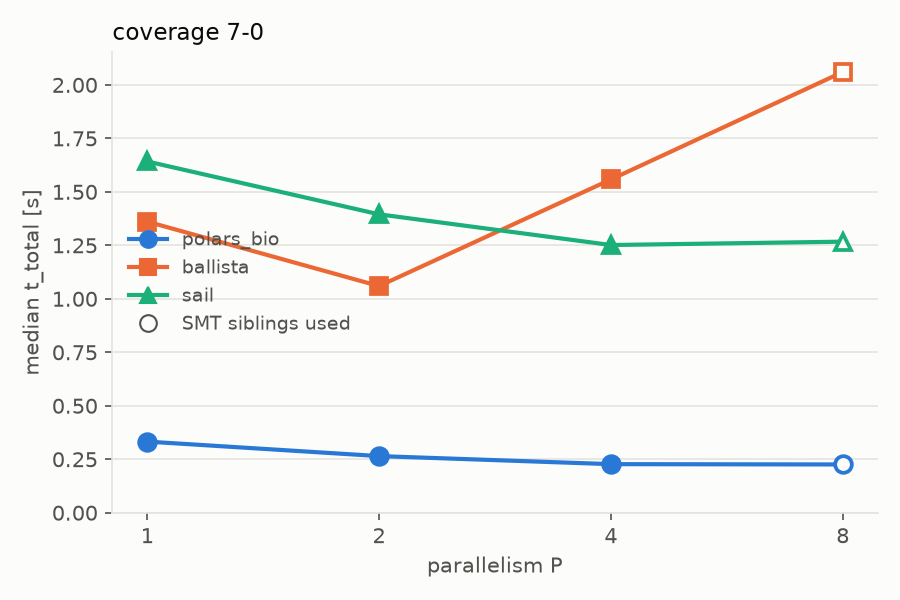 coverage 7-0
median t_total [s]
2.00
1.75
1.50
1.25
1.00
0.75
0.50
0.25
0.00
polars_bio
ballista
sail
SMT siblings used
1 2 4 8
parallelism P